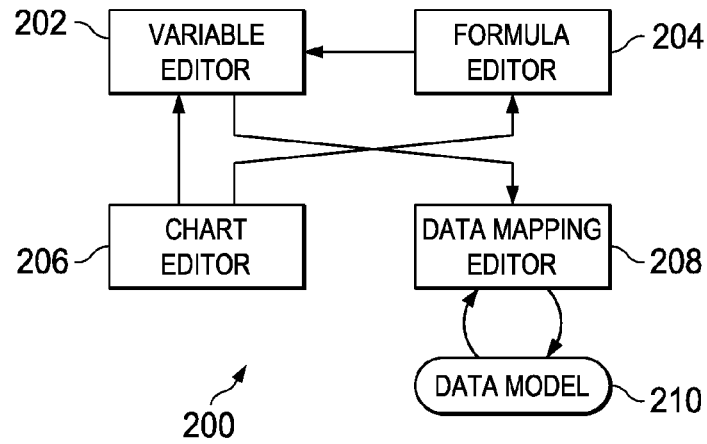 202
VARIABLE
EDITOR
FORMULA
EDITOR
204
206
CHART
EDITOR
DATA MAPPING
EDITOR
208
200
DATA MODEL
210